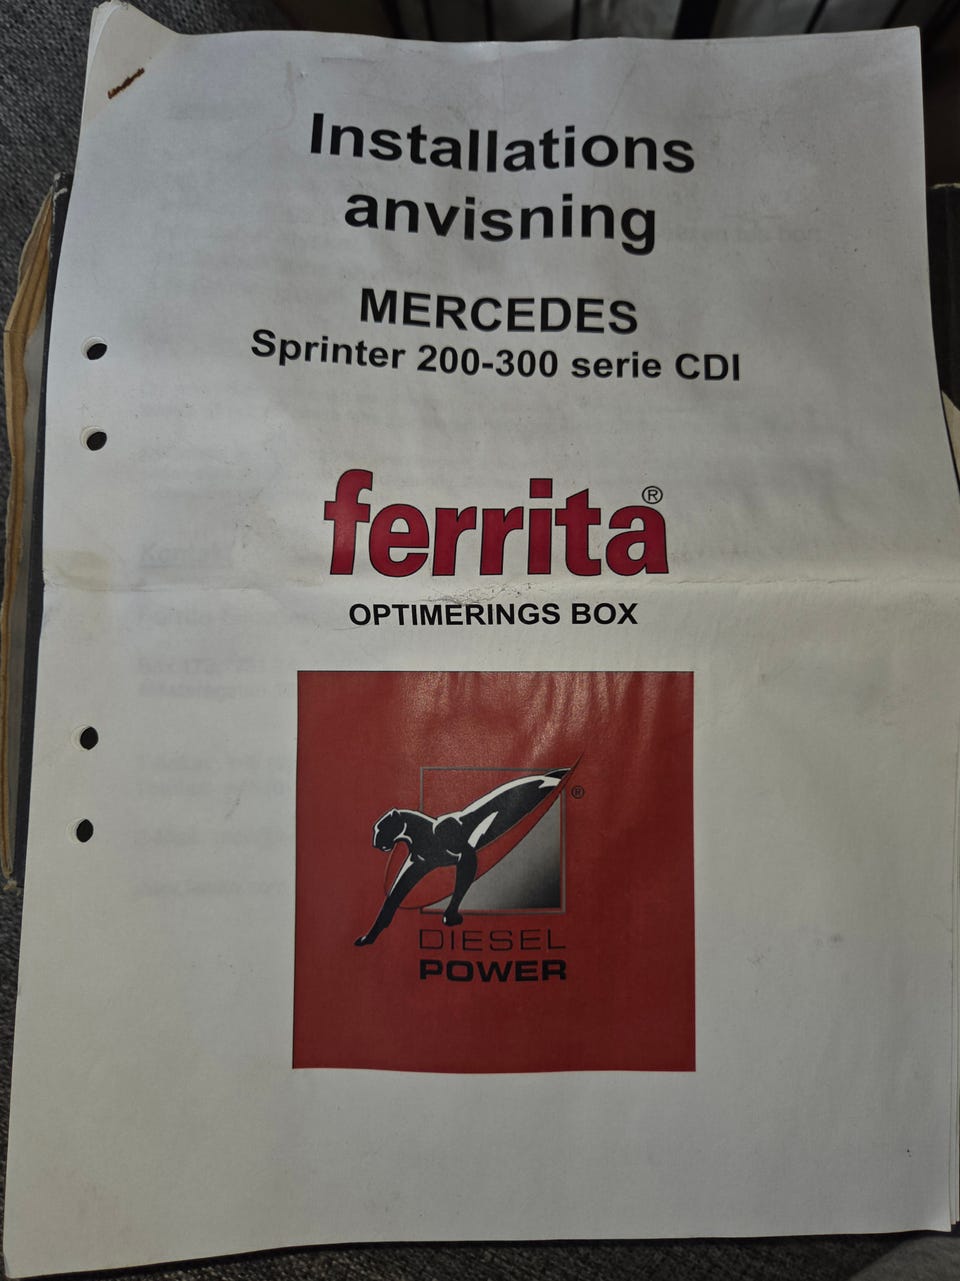 Installations
anvisning
MERCEDES
Sprinter 200-300 serie CDI
ferrita®
OPTIMERINGS BOX
®
DIESEL
POWER